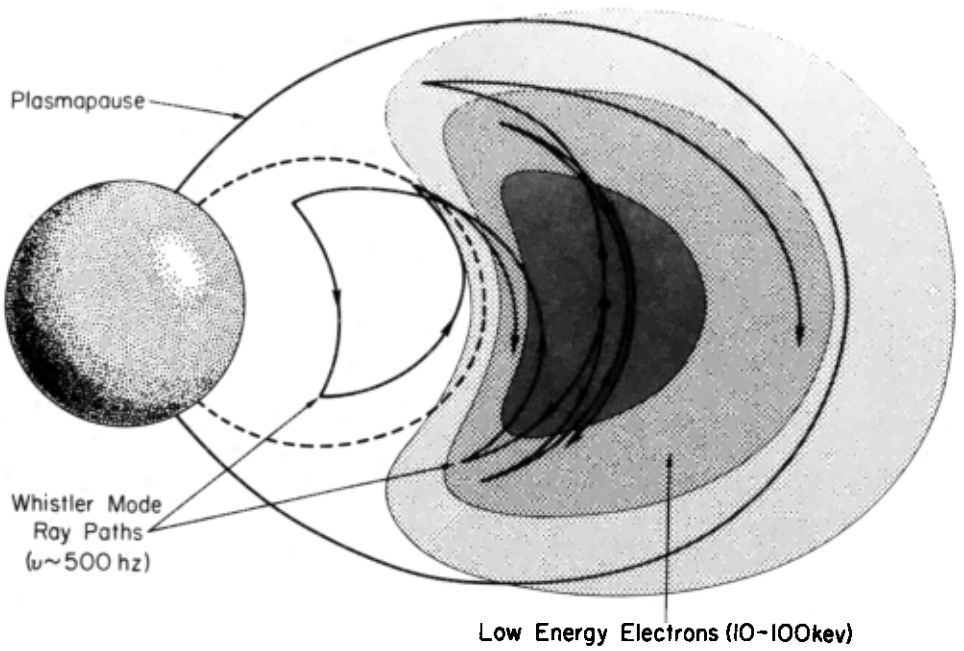 Plasmapause
Whistler Mode
Ray Paths
(ν~500 hz)
Low Energy Electrons (10-100kev)